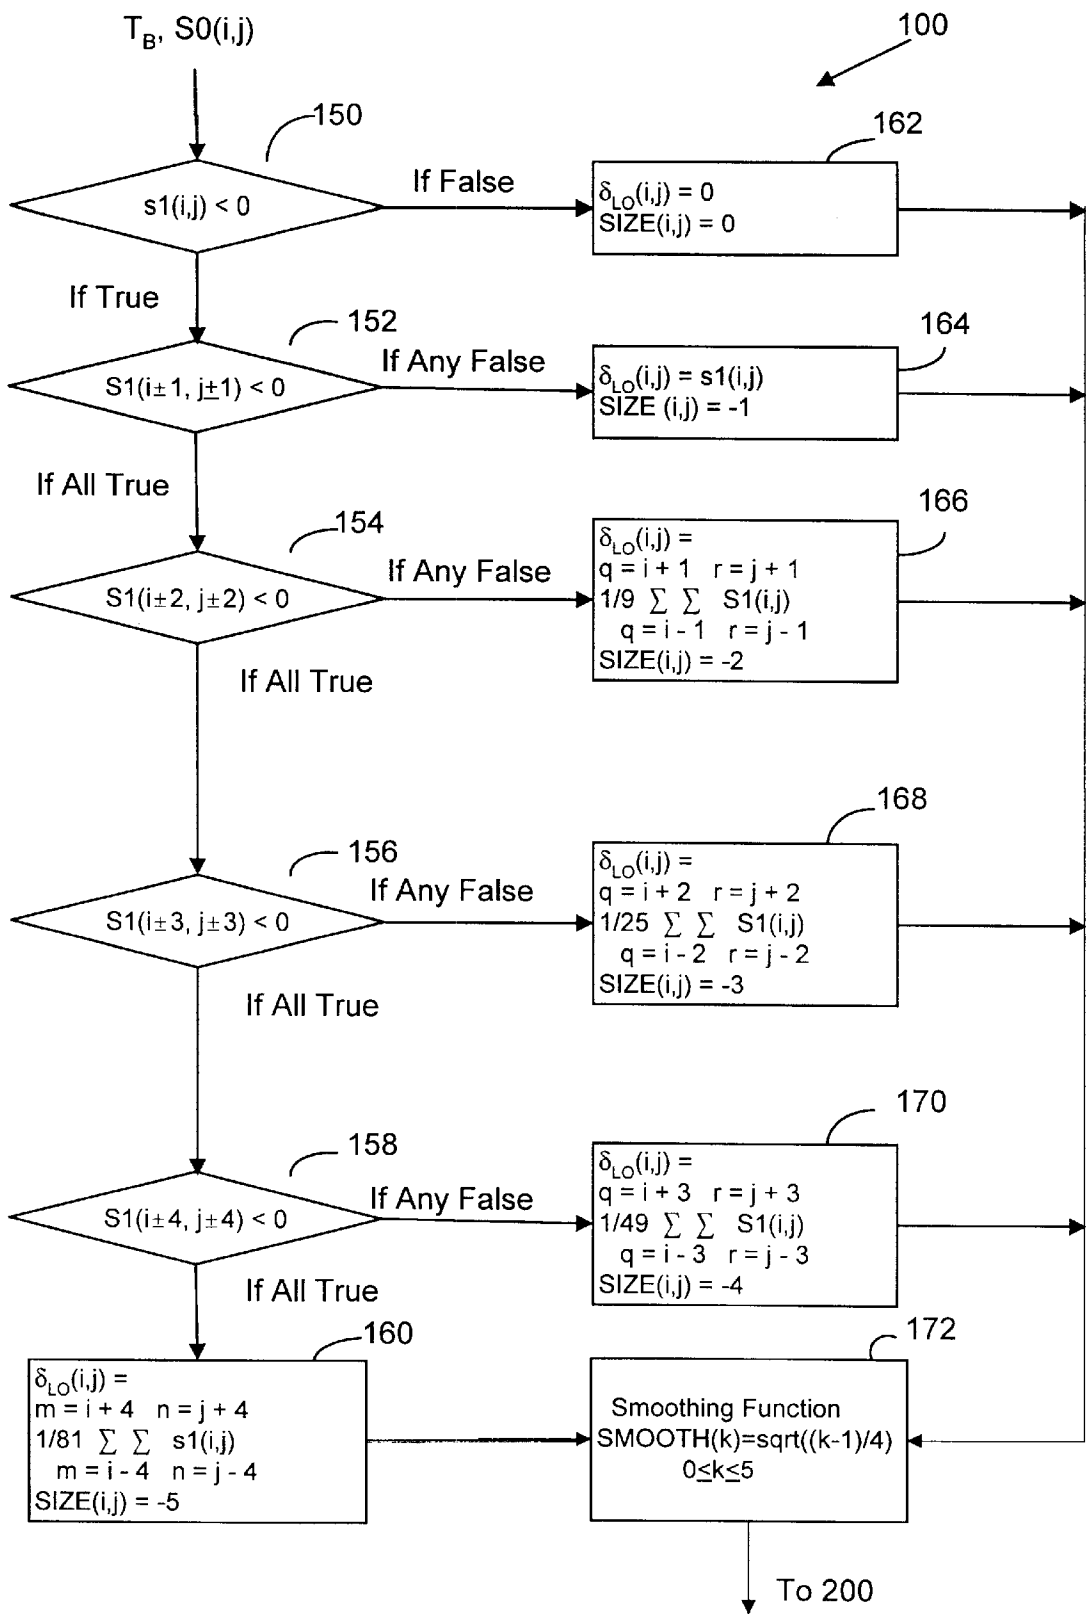 T_B, S0(i,j)
100
150
162
s1(i,j) < 0
If False
δ_LO(i,j) = 0
SIZE(i,j) = 0
If True
152
164
S1(i±1, j±1) < 0
If Any False
δ_LO(i,j) = s1(i,j)
SIZE (i,j) = -1
If All True
154
166
S1(i±2, j±2) < 0
If Any False
δ_LO(i,j) =
q = i + 1 r = j + 1
1/9 ∑ ∑ S1(i,j)
q = i - 1 r = j - 1
SIZE(i,j) = -2
If All True
156
168
S1(i±3, j±3) < 0
If Any False
δ_LO(i,j) =
q = i + 2 r = j + 2
1/25 ∑ ∑ S1(i,j)
q = i - 2 r = j - 2
SIZE(i,j) = -3
If All True
158
170
S1(i±4, j±4) < 0
If Any False
δ_LO(i,j) =
q = i + 3 r = j + 3
1/49 ∑ ∑ S1(i,j)
q = i - 3 r = j - 3
SIZE(i,j) = -4
If All True
160
172
δ_LO(i,j) =
m = i + 4 n = j + 4
1/81 ∑ ∑ s1(i,j)
m = i - 4 n = j - 4
SIZE(i,j) = -5
Smoothing Function
SMOOTH(k)=sqrt((k-1)/4)
0≤k≤5
To 200